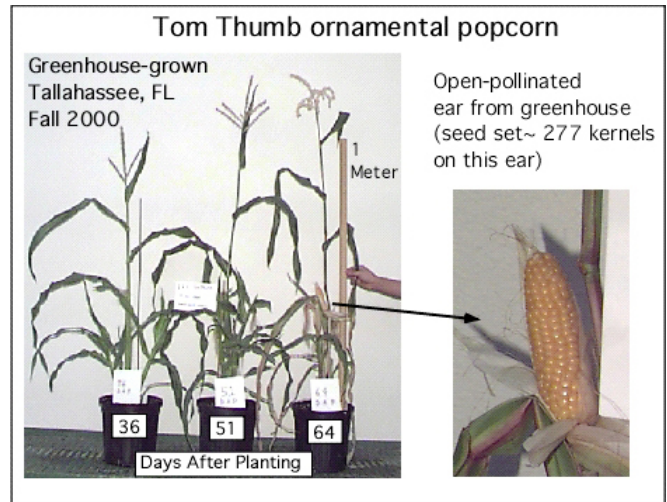 Tom Thumb ornamental popcorn
Greenhouse-grown
Tallahassee, FL
Fall 2000
1
Meter
36
51
64
Days After Planting
Open-pollinated
ear from greenhouse
(seed set~ 277 kernels
on this ear)